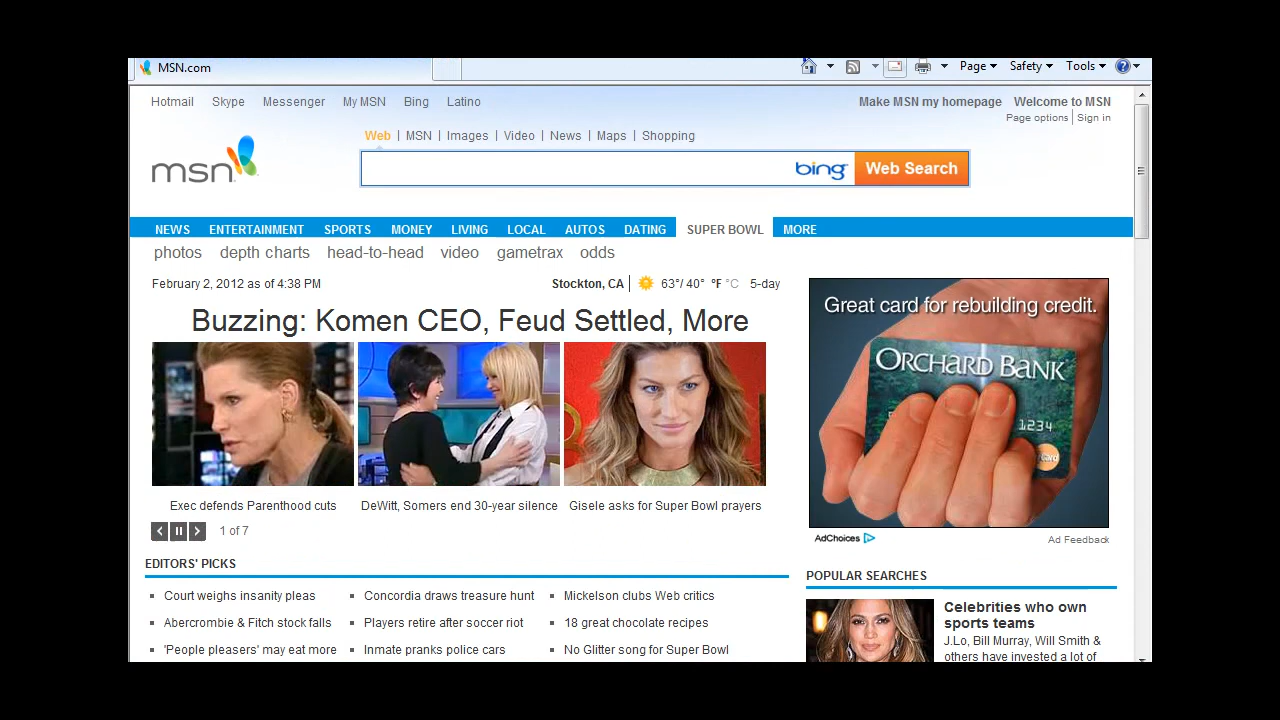 MSN.com
Page Safety Tools
Hotmail Skype Messenger My MSN Bing Latino
Make MSN my homepage Welcome to MSN
Page options | Sign in
Web | MSN | Images | Video | News | Maps | Shopping
msn
bing Web Search
NEWS ENTERTAINMENT SPORTS MONEY LIVING LOCAL AUTOS DATING SUPER BOWL MORE
photos depth charts head-to-head video gametrax odds
February 2, 2012 as of 4:38 PM
Stockton, CA | 63°/ 40° °F °C 5-day
Buzzing: Komen CEO, Feud Settled, More
Exec defends Parenthood cuts
DeWitt, Somers end 30-year silence
Gisele asks for Super Bowl prayers
1 of 7
Great card for rebuilding credit.
ORCHARD BANK
1234
AdChoices
Ad Feedback
EDITORS' PICKS
Court weighs insanity pleas
Abercrombie & Fitch stock falls
'People pleasers' may eat more
Concordia draws treasure hunt
Players retire after soccer riot
Inmate pranks police cars
Mickelson clubs Web critics
18 great chocolate recipes
No Glitter song for Super Bowl
POPULAR SEARCHES
Celebrities who own
sports teams
J.Lo, Bill Murray, Will Smith &
others have invested a lot of